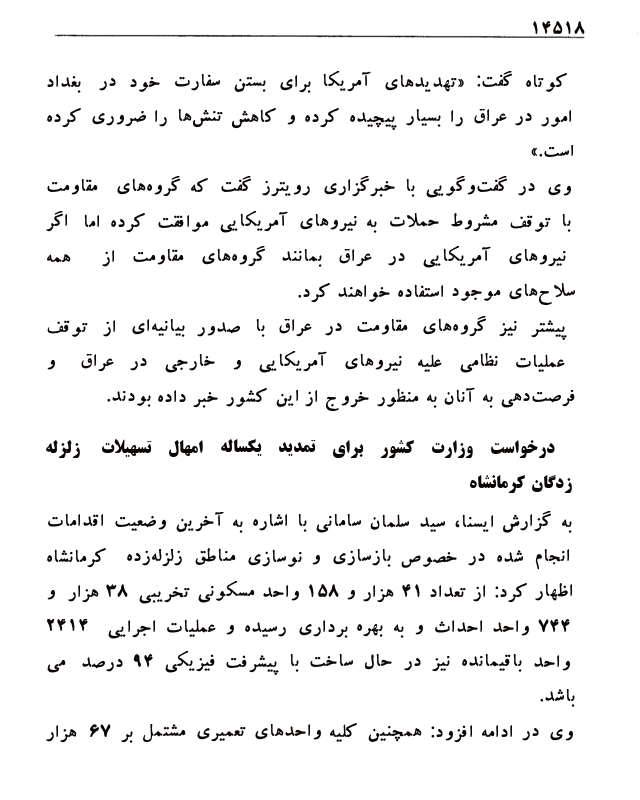 ۱۴۵۱۸
کوتاه گفت: «تهدیدهای آمریکا برای بستن سفارت خود در بغداد
امور در عراق را بسیار پیچیده کرده و کاهش تنش‌ها را ضروری کرده
است.»
وی در گفت‌وگویی با خبرگزاری رویترز گفت که گروه‌های مقاومت
با توقف مشروط حملات به نیروهای آمریکایی موافقت کرده اما اگر
نیروهای آمریکایی در عراق بمانند گروه‌های مقاومت از همه
سلاح‌های موجود استفاده خواهند کرد.
پیشتر نیز گروه‌های مقاومت در عراق با صدور بیانیه‌ای از توقف
عملیات نظامی علیه نیروهای آمریکایی و خارجی در عراق و
فرصت‌دهی به آنان به منظور خروج از این کشور خبر داده بودند.
درخواست وزارت کشور برای تمدید یکساله امهال تسهیلات زلزله
زدگان کرمانشاه
به گزارش ایسنا، سید سلمان سامانی با اشاره به آخرین وضعیت اقدامات
انجام شده در خصوص بازسازی و نوسازی مناطق زلزله‌زده کرمانشاه
اظهار کرد: از تعداد ۴۱ هزار و ۱۵۸ واحد مسکونی تخریبی ۳۸ هزار و
۷۴۴ واحد احداث و به بهره برداری رسیده و عملیات اجرایی ۲۴۱۴
واحد باقیمانده نیز در حال ساخت با پیشرفت فیزیکی ۹۴ درصد می
باشد.
وی در ادامه افزود: همچنین کلیه واحدهای تعمیری مشتمل بر ۶۷ هزار